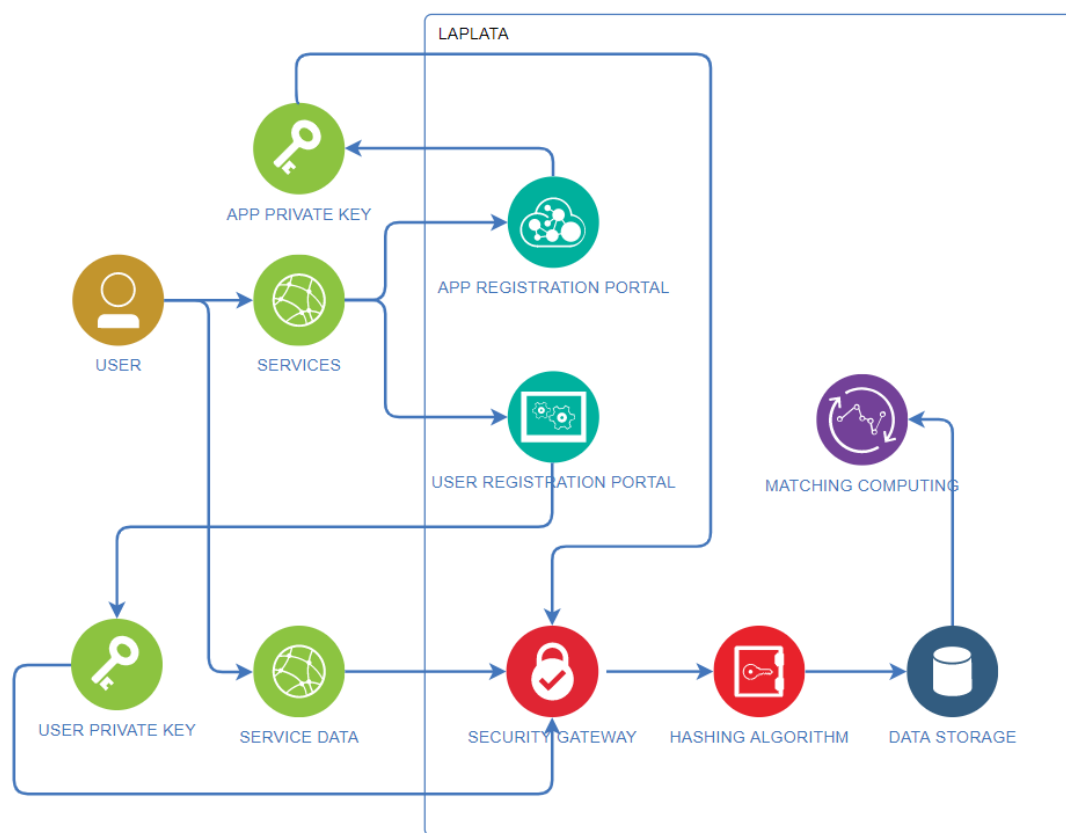 LAPLATA
APP PRIVATE KEY
APP REGISTRATION PORTAL
USER
SERVICES
USER REGISTRATION PORTAL
MATCHING COMPUTING
USER PRIVATE KEY
SERVICE DATA
SECURITY GATEWAY
HASHING ALGORITHM
DATA STORAGE